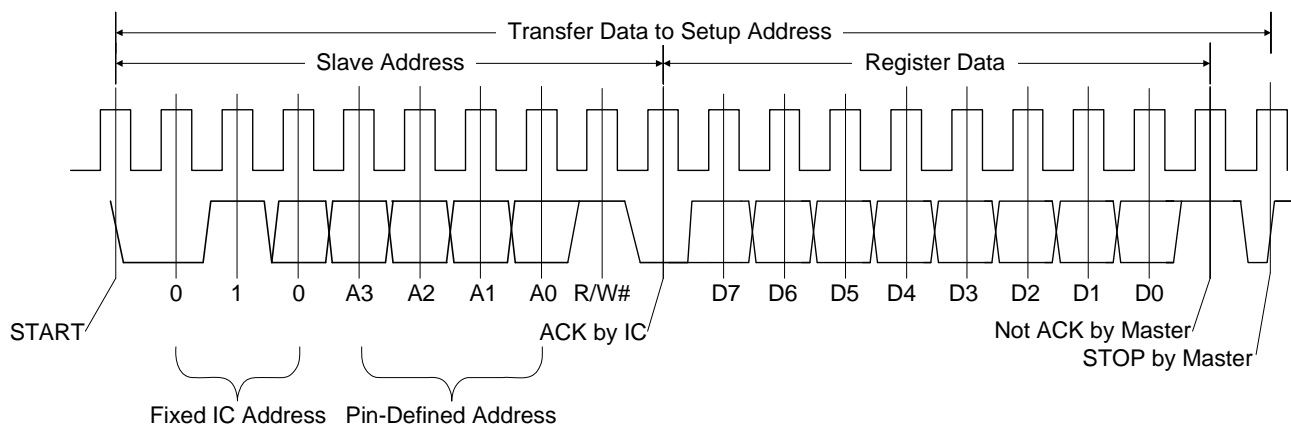 Transfer Data to Setup Address
Slave Address
Register Data
0 1 0 A3 A2 A1 A0 R/W# D7 D6 D5 D4 D3 D2 D1 D0
START
ACK by IC
Not ACK by Master
STOP by Master
Fixed IC Address
Pin-Defined Address